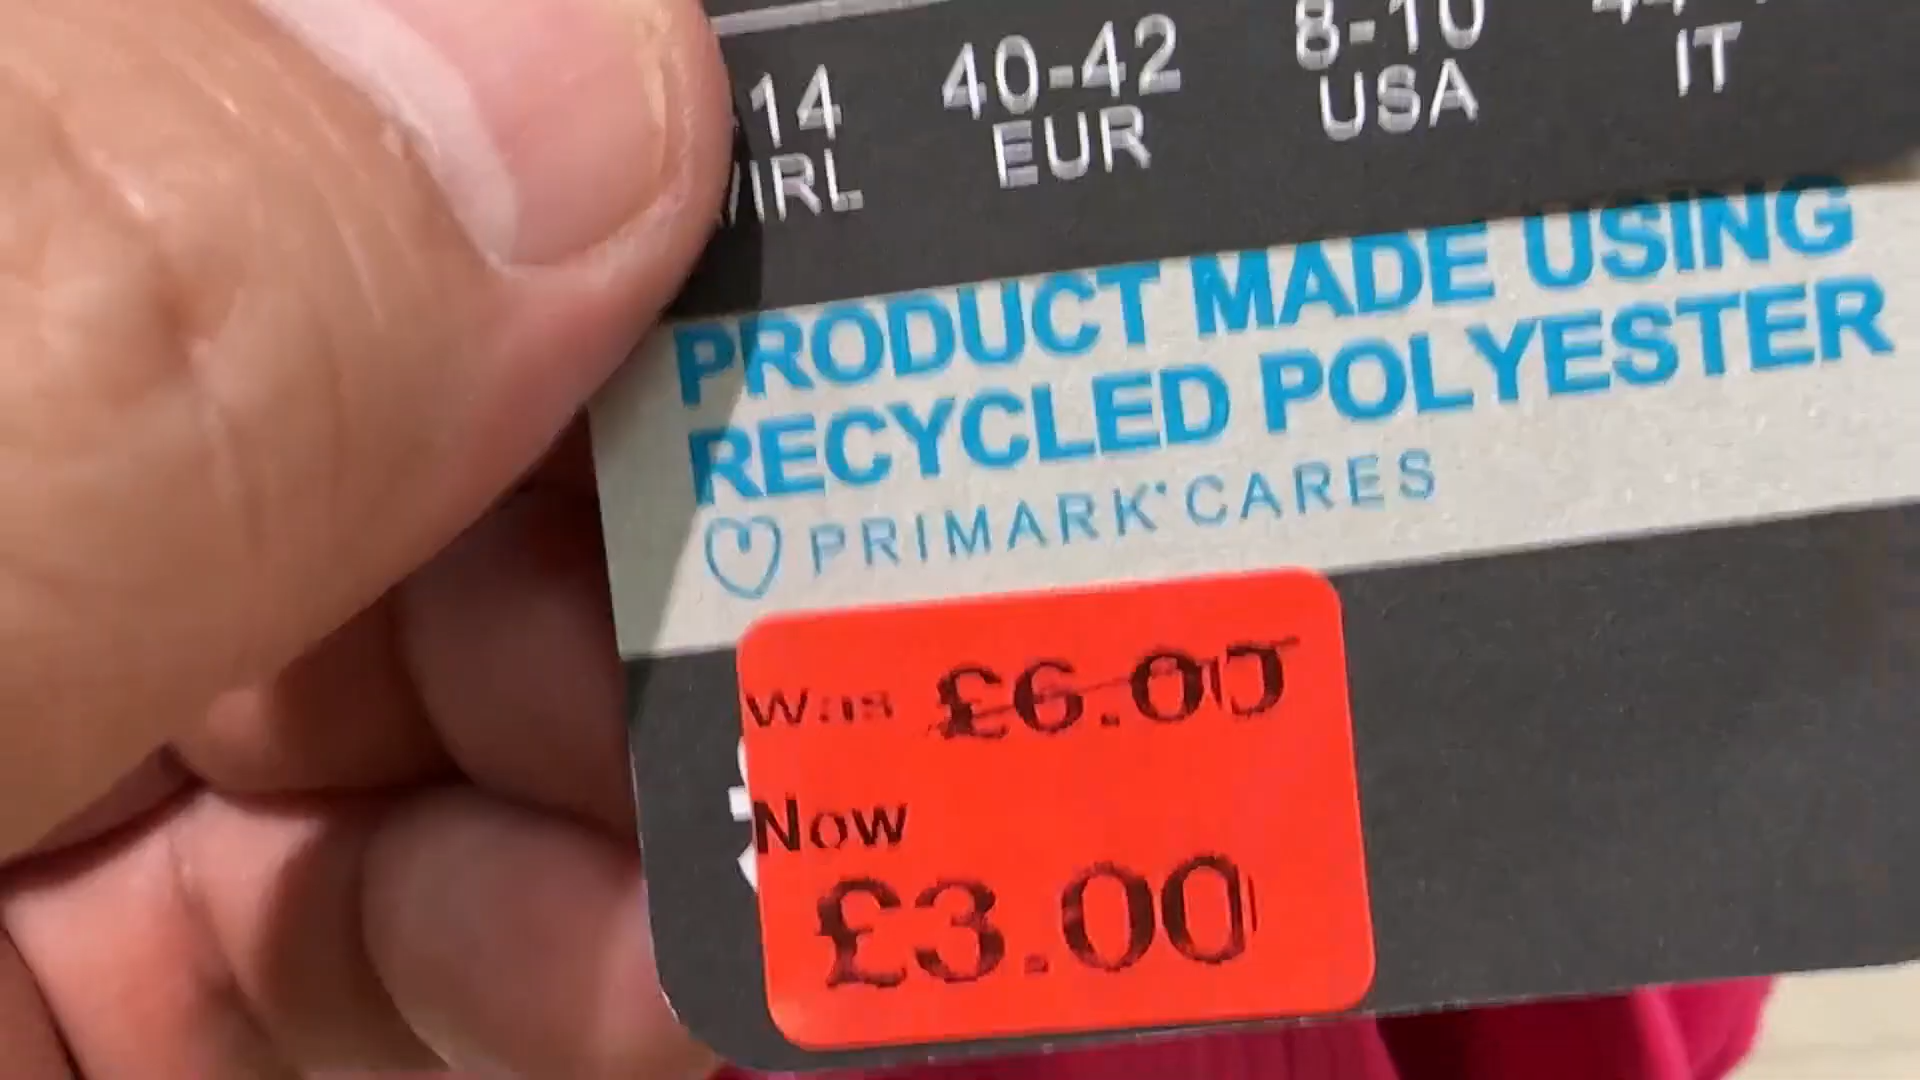 14 40-42 8-10
/IRL EUR USA IT
PRODUCT MADE USING
RECYCLED POLYESTER
PRIMARK CARES
Was £6.00
Now
£3.00